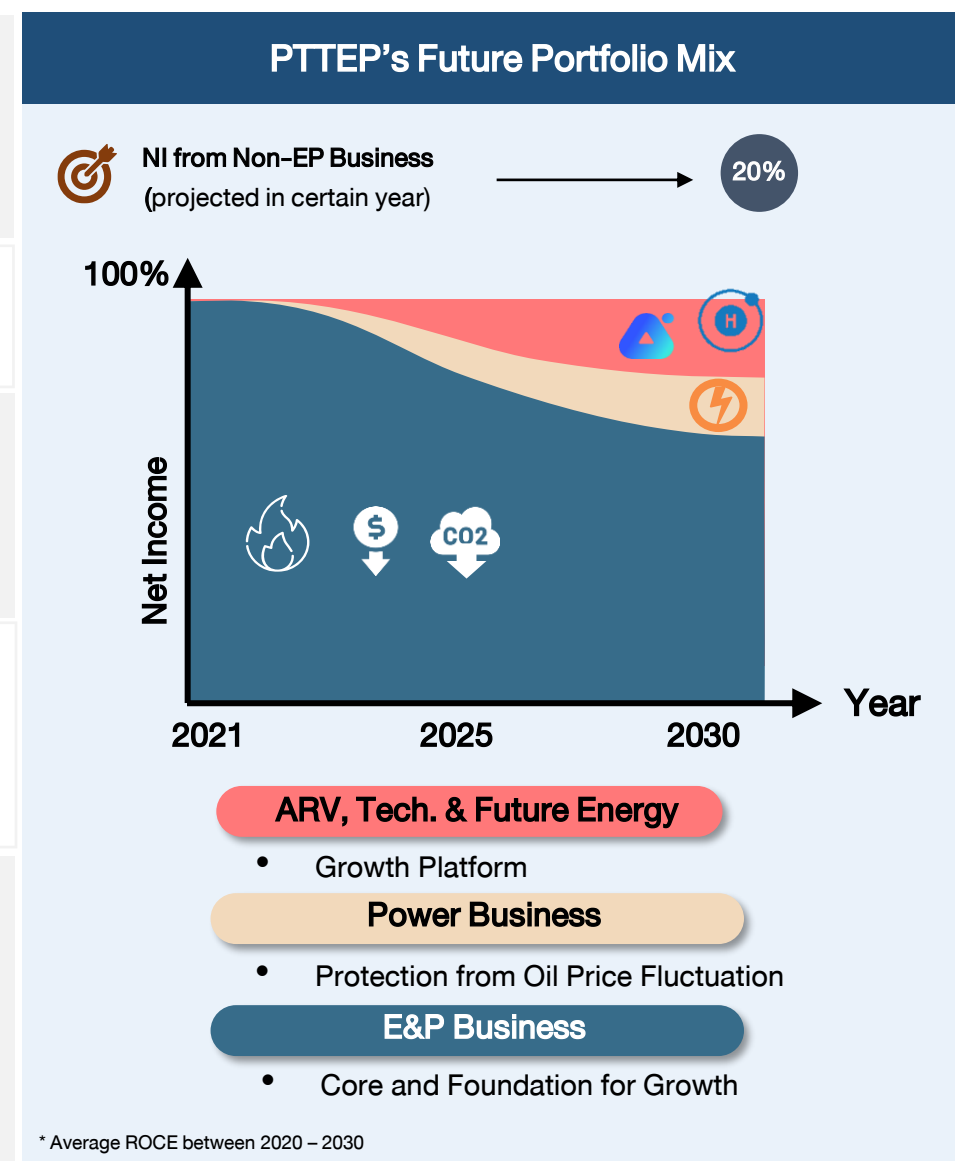 PTTEP's Future Portfolio Mix
NI from Non-EP Business
(projected in certain year)
20%
100%
H
Net Income
$
CO2
Year
2021
2025
2030
ARV, Tech. & Future Energy
• Growth Platform
Power Business
• Protection from Oil Price Fluctuation
E&P Business
• Core and Foundation for Growth
* Average ROCE between 2020 – 2030